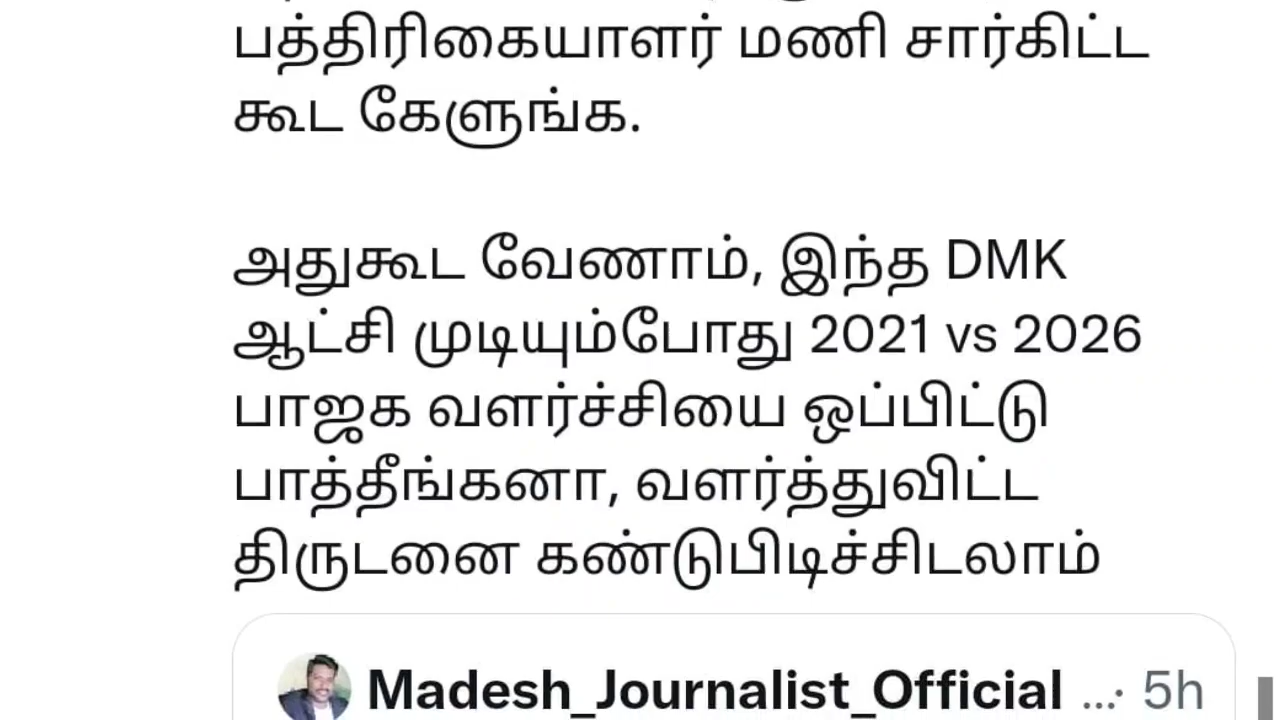 பத்திரிகையாளர் மணி சார்கிட்ட
கூட கேளுங்க.
அதுகூட வேணாம், இந்த DMK
ஆட்சி முடியும்போது 2021 vs 2026
பாஜக வளர்ச்சியை ஒப்பிட்டு
பாத்தீங்கனா, வளர்த்துவிட்ட
திருடனை கண்டுபிடிச்சிடலாம்
Madesh_Journalist_Official ...· 5h